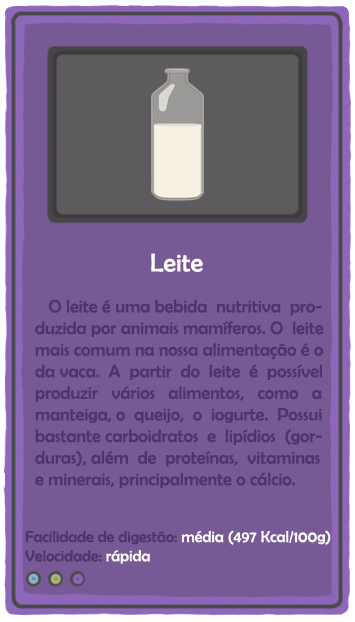 Leite
O leite é uma bebida nutritiva pro-
duzida por animais mamíferos. O leite
mais comum na nossa alimentação é o
da vaca. A partir do leite é possível
produzir vários alimentos, como a
manteiga, o queijo, o iogurte. Possui
bastante carboidratos e lipídios (gor-
duras), além de proteínas, vitaminas
e minerais, principalmente o cálcio.
Facilidade de digestão: média (497 Kcal/100g)
Velocidade: rápida